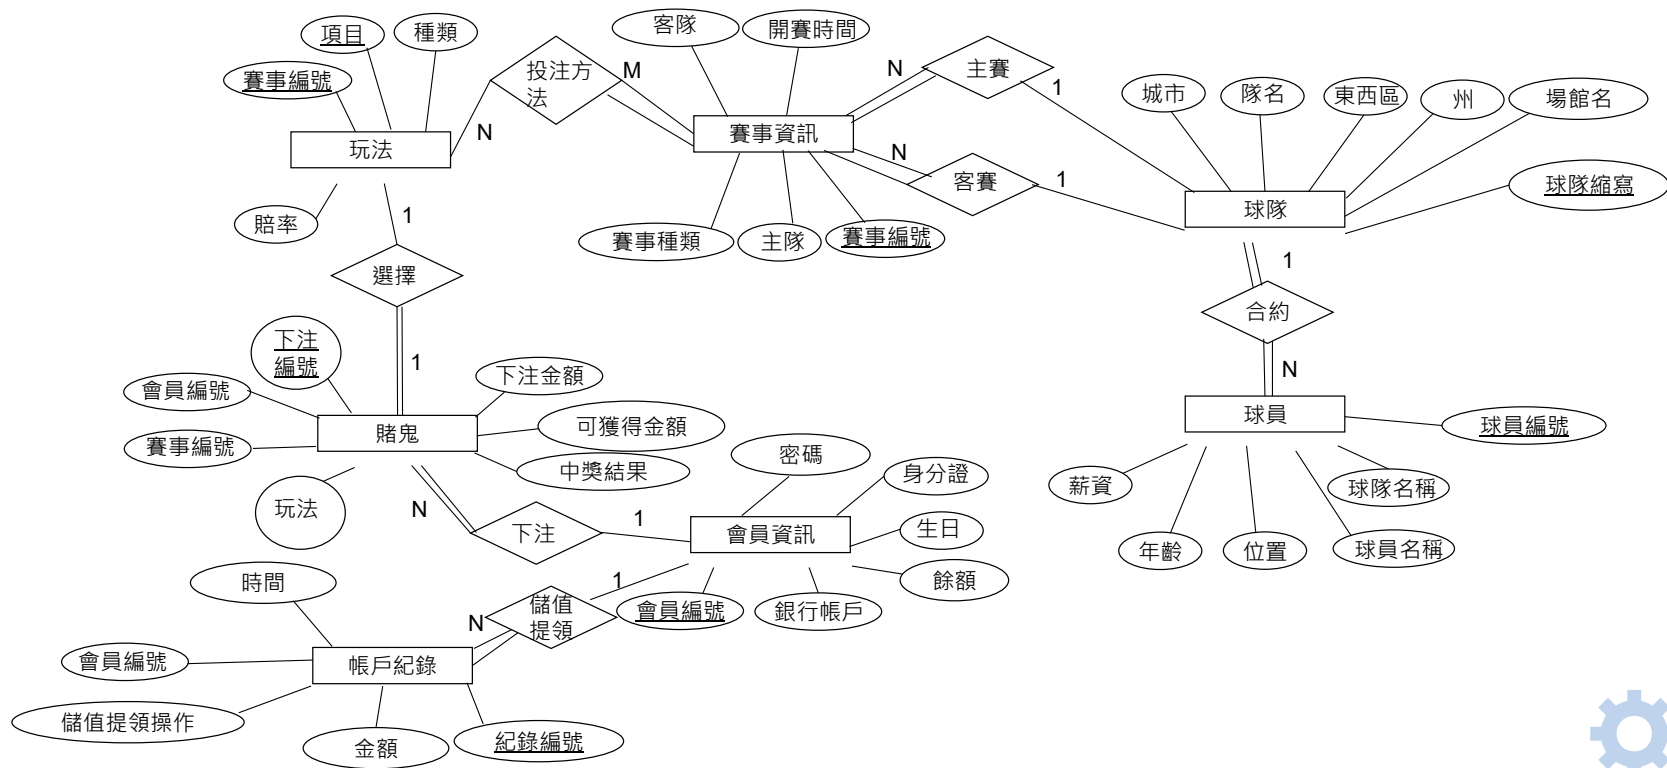 項目
種類
賽事編號
玩法
賠率
N
投注方
法
M
客隊
開賽時間
賽事資訊
賽事種類
主隊
賽事編號
N
主賽
1
N
客賽
1
城市
隊名
東西區
州
場館名
球隊縮寫
球隊
1
合約
N
球員
球員編號
薪資
年齡
位置
球員名稱
球隊名稱
1
選擇
1
下注
編號
會員編號
賽事編號
玩法
賭鬼
下注金額
可獲得金額
中獎結果
N
下注
1
密碼
身分證
生日
餘額
會員資訊
會員編號
銀行帳戶
1
儲值
提領
N
時間
會員編號
儲值提領操作
帳戶紀錄
金額
紀錄編號